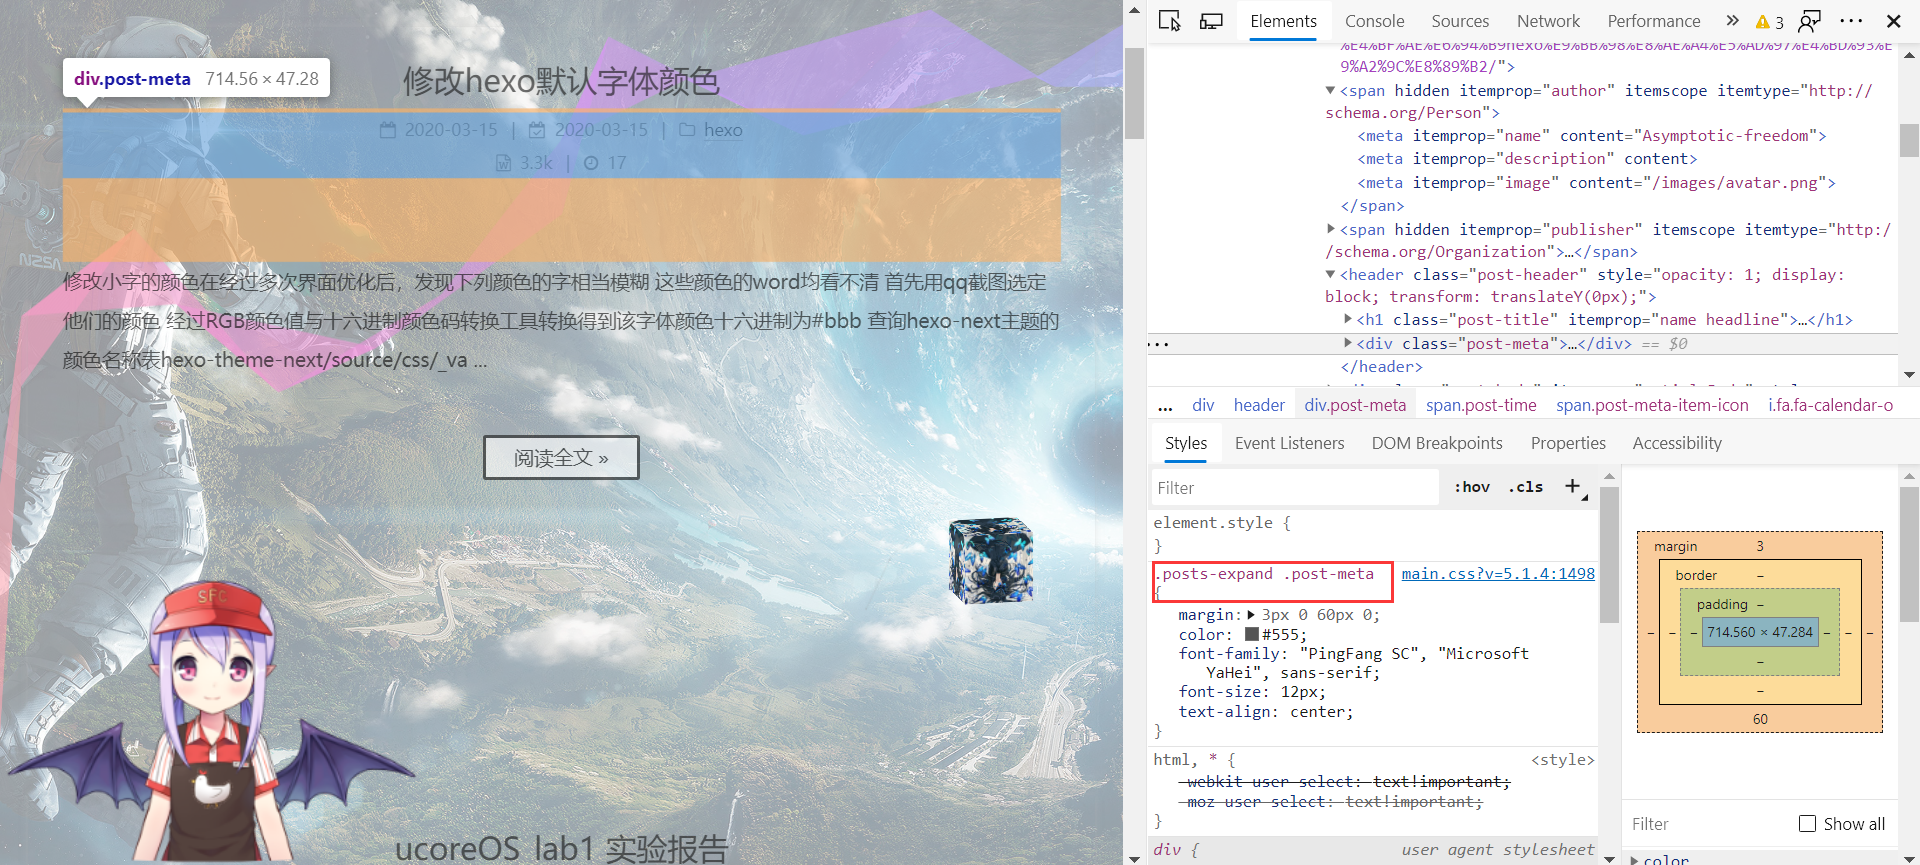 div.post-meta 714.56 × 47.28
修改hexo默认字体颜色
2020-03-15 | 2020-03-15 | hexo
3.3k | 17
修改小字的颜色在经过多次界面优化后，发现下列颜色的字相当模糊 这些颜色的word均看不清 首先用qq截图选定
他们的颜色 经过RGB颜色值与十六进制颜色码转换工具转换得到该字体颜色十六进制为#bbb 查询hexo-next主题的
颜色名称表hexo-theme-next/source/css/_va ...
阅读全文 »
NZSA
SFC
ucoreOS_lab1 实验报告
Elements Console Sources Network Performance » 3 ···
%E4%BF%AE%E6%94%B9hexo%E9%BB%98%E8%AE%A4%E5%AD%97%E4%BD%93%E
9%A2%9C%E8%89%B2/">
<span hidden itemprop="author" itemscope itemtype="http://
schema.org/Person">
<meta itemprop="name" content="Asymptotic-freedom">
<meta itemprop="description" content>
<meta itemprop="image" content="/images/avatar.png">
</span>
<span hidden itemprop="publisher" itemscope itemtype="http:/
/schema.org/Organization">…</span>
<header class="post-header" style="opacity: 1; display:
block; transform: translateY(0px);">
<h1 class="post-title" itemprop="name headline">…</h1>
··· <div class="post-meta">…</div> == $0
</header>
... div header div.post-meta span.post-time span.post-meta-item-icon i.fa.fa-calendar-o
Styles Event Listeners DOM Breakpoints Properties Accessibility
Filter :hov .cls +
element.style {
}
.posts-expand .post-meta main.css?v=5.1.4:1498
{
margin: 3px 0 60px 0;
color: #555;
font-family: "PingFang SC", "Microsoft
YaHei", sans-serif;
font-size: 12px;
text-align: center;
}
html, * { <style>
-webkit-user-select: text!important;
-moz-user-select: text!important;
}
div { user agent stylesheet
margin 3
border –
padding –
– – – 714.560 × 47.284 – – –
–
–
60
Filter Show all
color